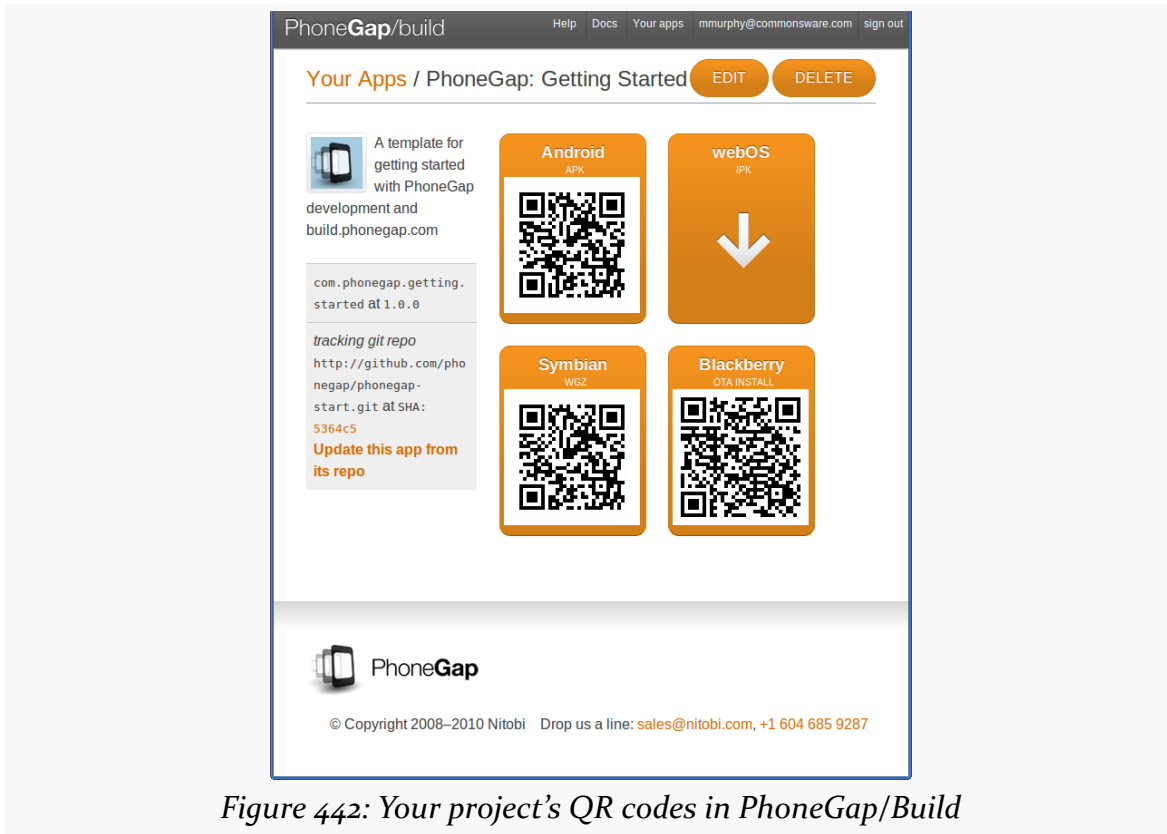 PhoneGap/build
Help Docs Your apps mmurphy@commonsware.com sign out
Your Apps / PhoneGap: Getting Started EDIT DELETE
A template for
getting started
with PhoneGap
development and
build.phonegap.com
com.phonegap.getting.
started at 1.0.0
tracking git repo
http://github.com/pho
negap/phonegap-
start.git at SHA:
5364c5
Update this app from
its repo
Android
APK
webOS
IPK
Symbian
WGZ
Blackberry
OTA INSTALL
PhoneGap
© Copyright 2008–2010 Nitobi Drop us a line: sales@nitobi.com, +1 604 685 9287
Figure 442: Your project's QR codes in PhoneGap/Build